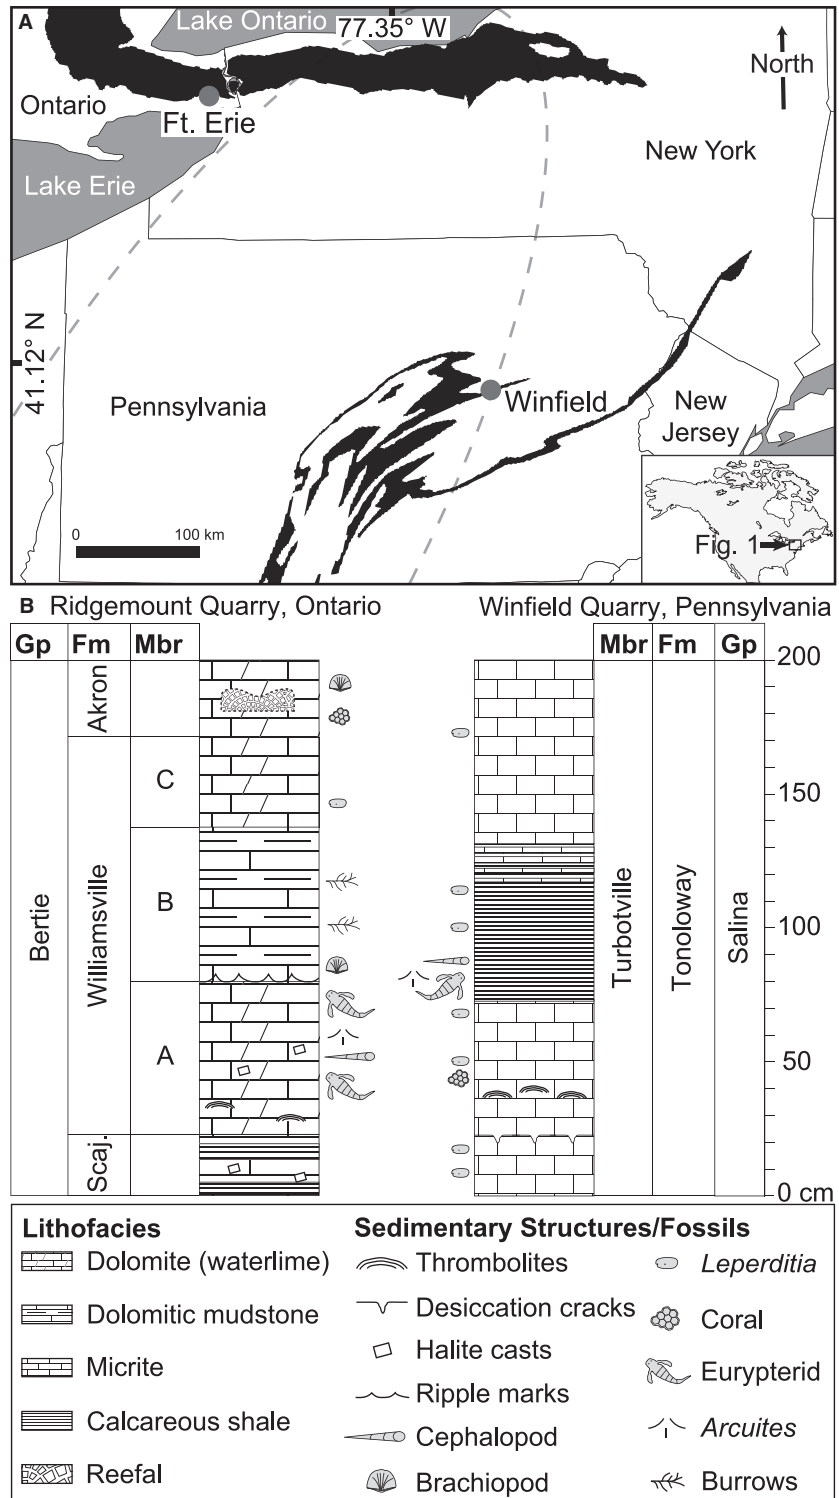 A
Lake Ontario
77.35° W
North
Ontario
Ft. Erie
New York
Lake Erie
41.12° N
Pennsylvania
Winfield
New
Jersey
0
100 km
Fig. 1
B Ridgemount Quarry, Ontario
Winfield Quarry, Pennsylvania
Gp Fm Mbr
Mbr Fm Gp
Akron
C
Williamsville
B
Bertie
A
Scaj.
Turbotville
Tonoloway
Salina
200
150
100
50
0 cm
Lithofacies
Dolomite (waterlime)
Dolomitic mudstone
Micrite
Calcareous shale
Reefal
Sedimentary Structures/Fossils
Thrombolites
Desiccation cracks
Halite casts
Ripple marks
Cephalopod
Brachiopod
Leperditia
Coral
Eurypterid
Arcuites
Burrows